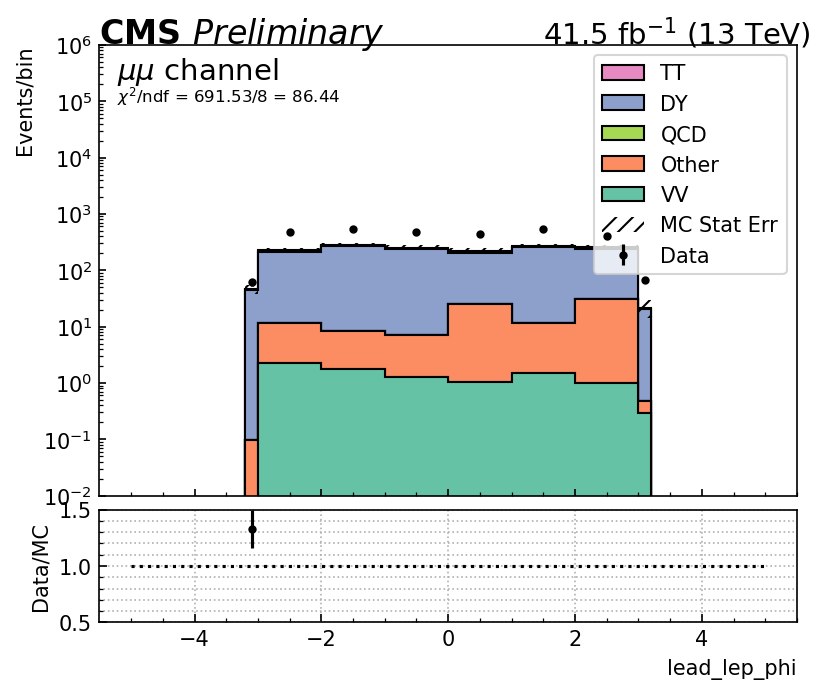 CMS Preliminary 41.5 fb⁻¹ (13 TeV)
Events/bin
10⁶
10⁵
10⁴
10³
10²
10¹
10⁰
10⁻¹
10⁻²
μμ channel
χ²/ndf = 691.53/8 = 86.44
TT
DY
QCD
Other
VV
MC Stat Err
Data
Data/MC
1.5
1.0
0.5
−4 −2 0 2 4
lead_lep_phi